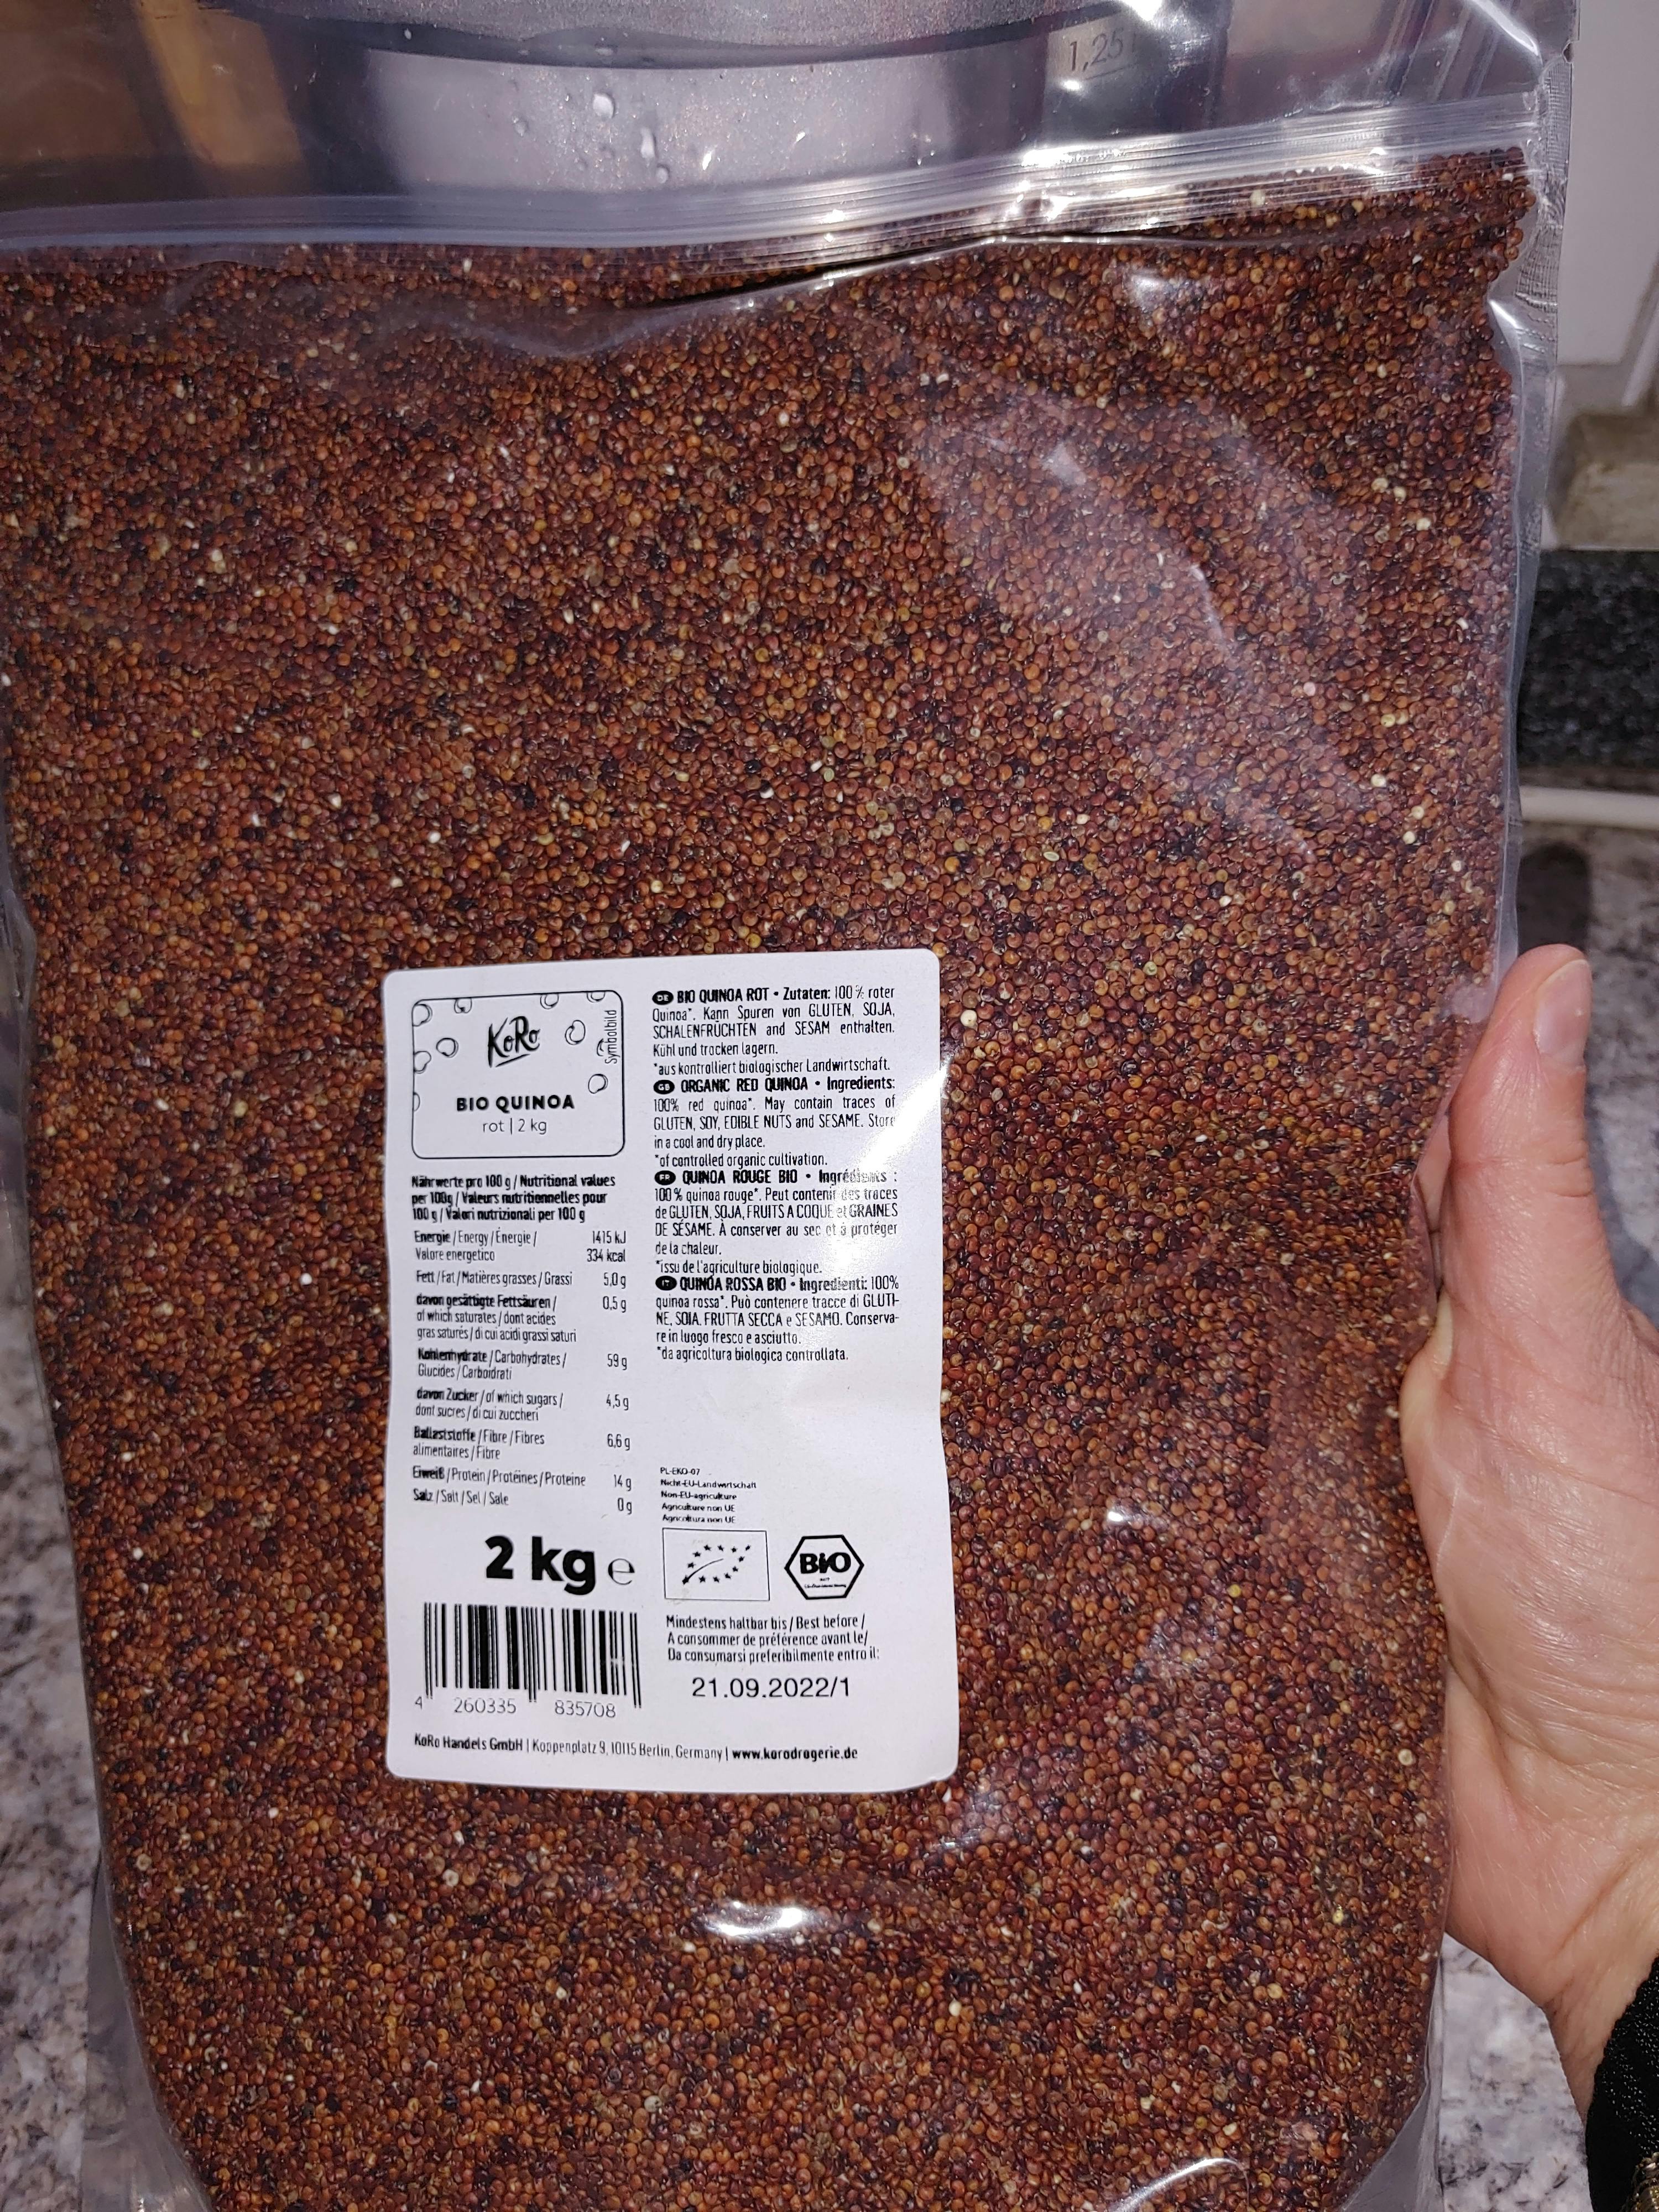 1,25
KoRo
Symbolbild
BIO QUINOA
rot | 2 kg
Nährwerte pro 100 g / Nutritional values
per 100g / Valeurs nutritionnelles pour
100 g / Valori nutrizionali per 100 g
Energie / Energy / Énergie / 1415 kJ
Valore energetico 334 kcal
Fett / Fat / Matières grasses / Grassi 5,0 g
davon gesättigte Fettsäuren / 0,5 g
of which saturates / dont acides
gras saturés / di cui acidi grassi saturi
Kohlenhydrate / Carbohydrates / 59 g
Glucides / Carboidrati
davon Zucker / of which sugars / 4,5 g
dont sucres / di cui zuccheri
Ballaststoffe / Fibre / Fibres 6,6 g
alimentaires / Fibre
Eiweiß / Protein / Protéines / Proteine 14 g
Salz / Salt / Sel / Sale 0 g
2 kg e
4 260335 835708
DE BIO QUINOA ROT • Zutaten: 100 % roter
Quinoa*. Kann Spuren von GLUTEN, SOJA,
SCHALENFRÜCHTEN and SESAM enthalten.
Kühl und trocken lagern.
*aus kontrolliert biologischer Landwirtschaft.
GB ORGANIC RED QUINOA • Ingredients:
100% red quinoa*. May contain traces of
GLUTEN, SOY, EDIBLE NUTS and SESAME. Store
in a cool and dry place.
*of controlled organic cultivation.
FR QUINOA ROUGE BIO • Ingrédients :
100 % quinoa rouge*. Peut contenir des traces
de GLUTEN, SOJA, FRUITS A COQUE et GRAINES
DE SÉSAME. À conserver au sec et à protéger
de la chaleur.
*issu de l'agriculture biologique.
IT QUINOA ROSSA BIO • Ingredienti: 100%
quinoa rossa*. Può contenere tracce di GLUTI-
NE, SOIA, FRUTTA SECCA e SESAMO. Conserva-
re in luogo fresco e asciutto.
*da agricoltura biologica controllata.
PL-EKO-07
Nicht-EU-Landwirtschaft
Non-EU-agriculture
Agriculture non UE
Agricoltura non UE
BIO
Mindestens haltbar bis / Best before /
A consommer de préférence avant le/
Da consumarsi preferibilmente entro il:
21.09.2022/1
KoRo Handels GmbH | Koppenplatz 9, 10115 Berlin, Germany | www.korodrogerie.de